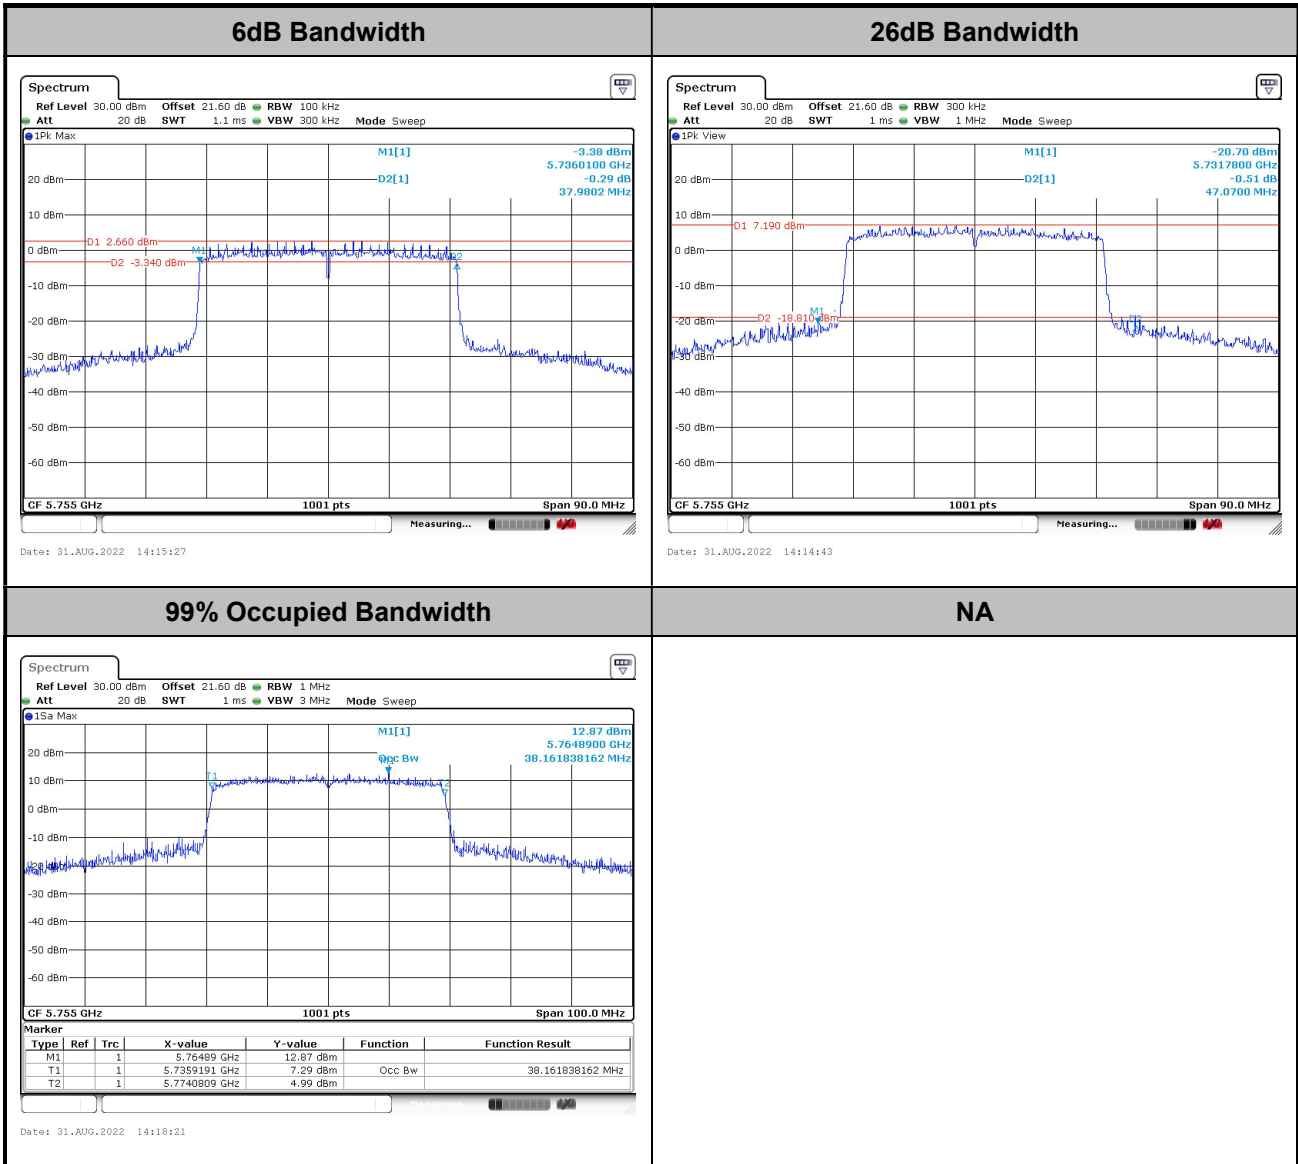 6dB Bandwidth
26dB Bandwidth
Spectrum
Ref Level 30.00 dBm Offset 21.60 dB RBW 100 kHz
Att 20 dB SWT 1.1 ms VBW 300 kHz Mode Sweep
1Pk Max
M1[1] -3.38 dBm
5.7360100 GHz
D2[1] -0.29 dB
37.9802 MHz
20 dBm
10 dBm
D1 2.660 dBm
M1
0 dBm
D2
D2 -3.340 dBm
-10 dBm
-20 dBm
-30 dBm
-40 dBm
-50 dBm
-60 dBm
CF 5.755 GHz 1001 pts Span 90.0 MHz
Measuring...
Date: 31.AUG.2022 14:15:27
Spectrum
Ref Level 30.00 dBm Offset 21.60 dB RBW 300 kHz
Att 20 dB SWT 1 ms VBW 1 MHz Mode Sweep
1Pk View
M1[1] -20.70 dBm
5.7317800 GHz
D2[1] -0.51 dB
47.0700 MHz
20 dBm
10 dBm
D1 7.190 dBm
0 dBm
-10 dBm
M1
D2 -18.810 dBm
D2
-20 dBm
-30 dBm
-40 dBm
-50 dBm
-60 dBm
CF 5.755 GHz 1001 pts Span 90.0 MHz
Measuring...
Date: 31.AUG.2022 14:14:43
99% Occupied Bandwidth
NA
Spectrum
Ref Level 30.00 dBm Offset 21.60 dB RBW 1 MHz
Att 20 dB SWT 1 ms VBW 3 MHz Mode Sweep
1Sa Max
M1[1] 12.87 dBm
5.7648900 GHz
Occ Bw 38.161838162 MHz
M1
20 dBm
T1
T2
10 dBm
0 dBm
-10 dBm
-20 dBm
-30 dBm
-40 dBm
-50 dBm
-60 dBm
CF 5.755 GHz 1001 pts Span 100.0 MHz
Marker
Type Ref Trc X-value Y-value Function Function Result
M1 1 5.76489 GHz 12.87 dBm
T1 1 5.7359191 GHz 7.29 dBm Occ Bw 38.161838162 MHz
T2 1 5.7740809 GHz 4.99 dBm
Measuring...
Date: 31.AUG.2022 14:18:21